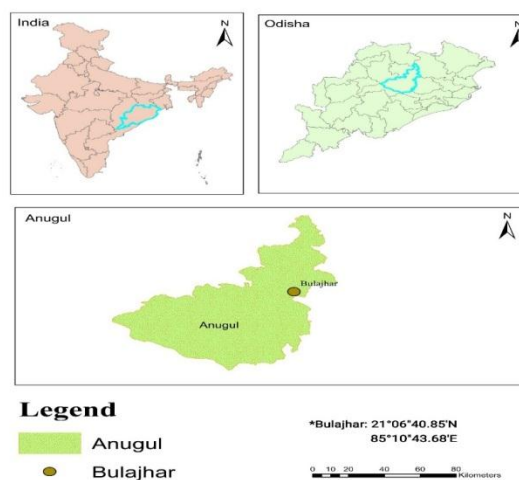 India
N
Odisha
N
Anugul
N
Bulajhar
Anugul
Legend
Anugul
Bulajhar
*Bulajhar: 21°06'40.85'N
85°10'43.68'E
0 10 20 40 60 80
Kilometers